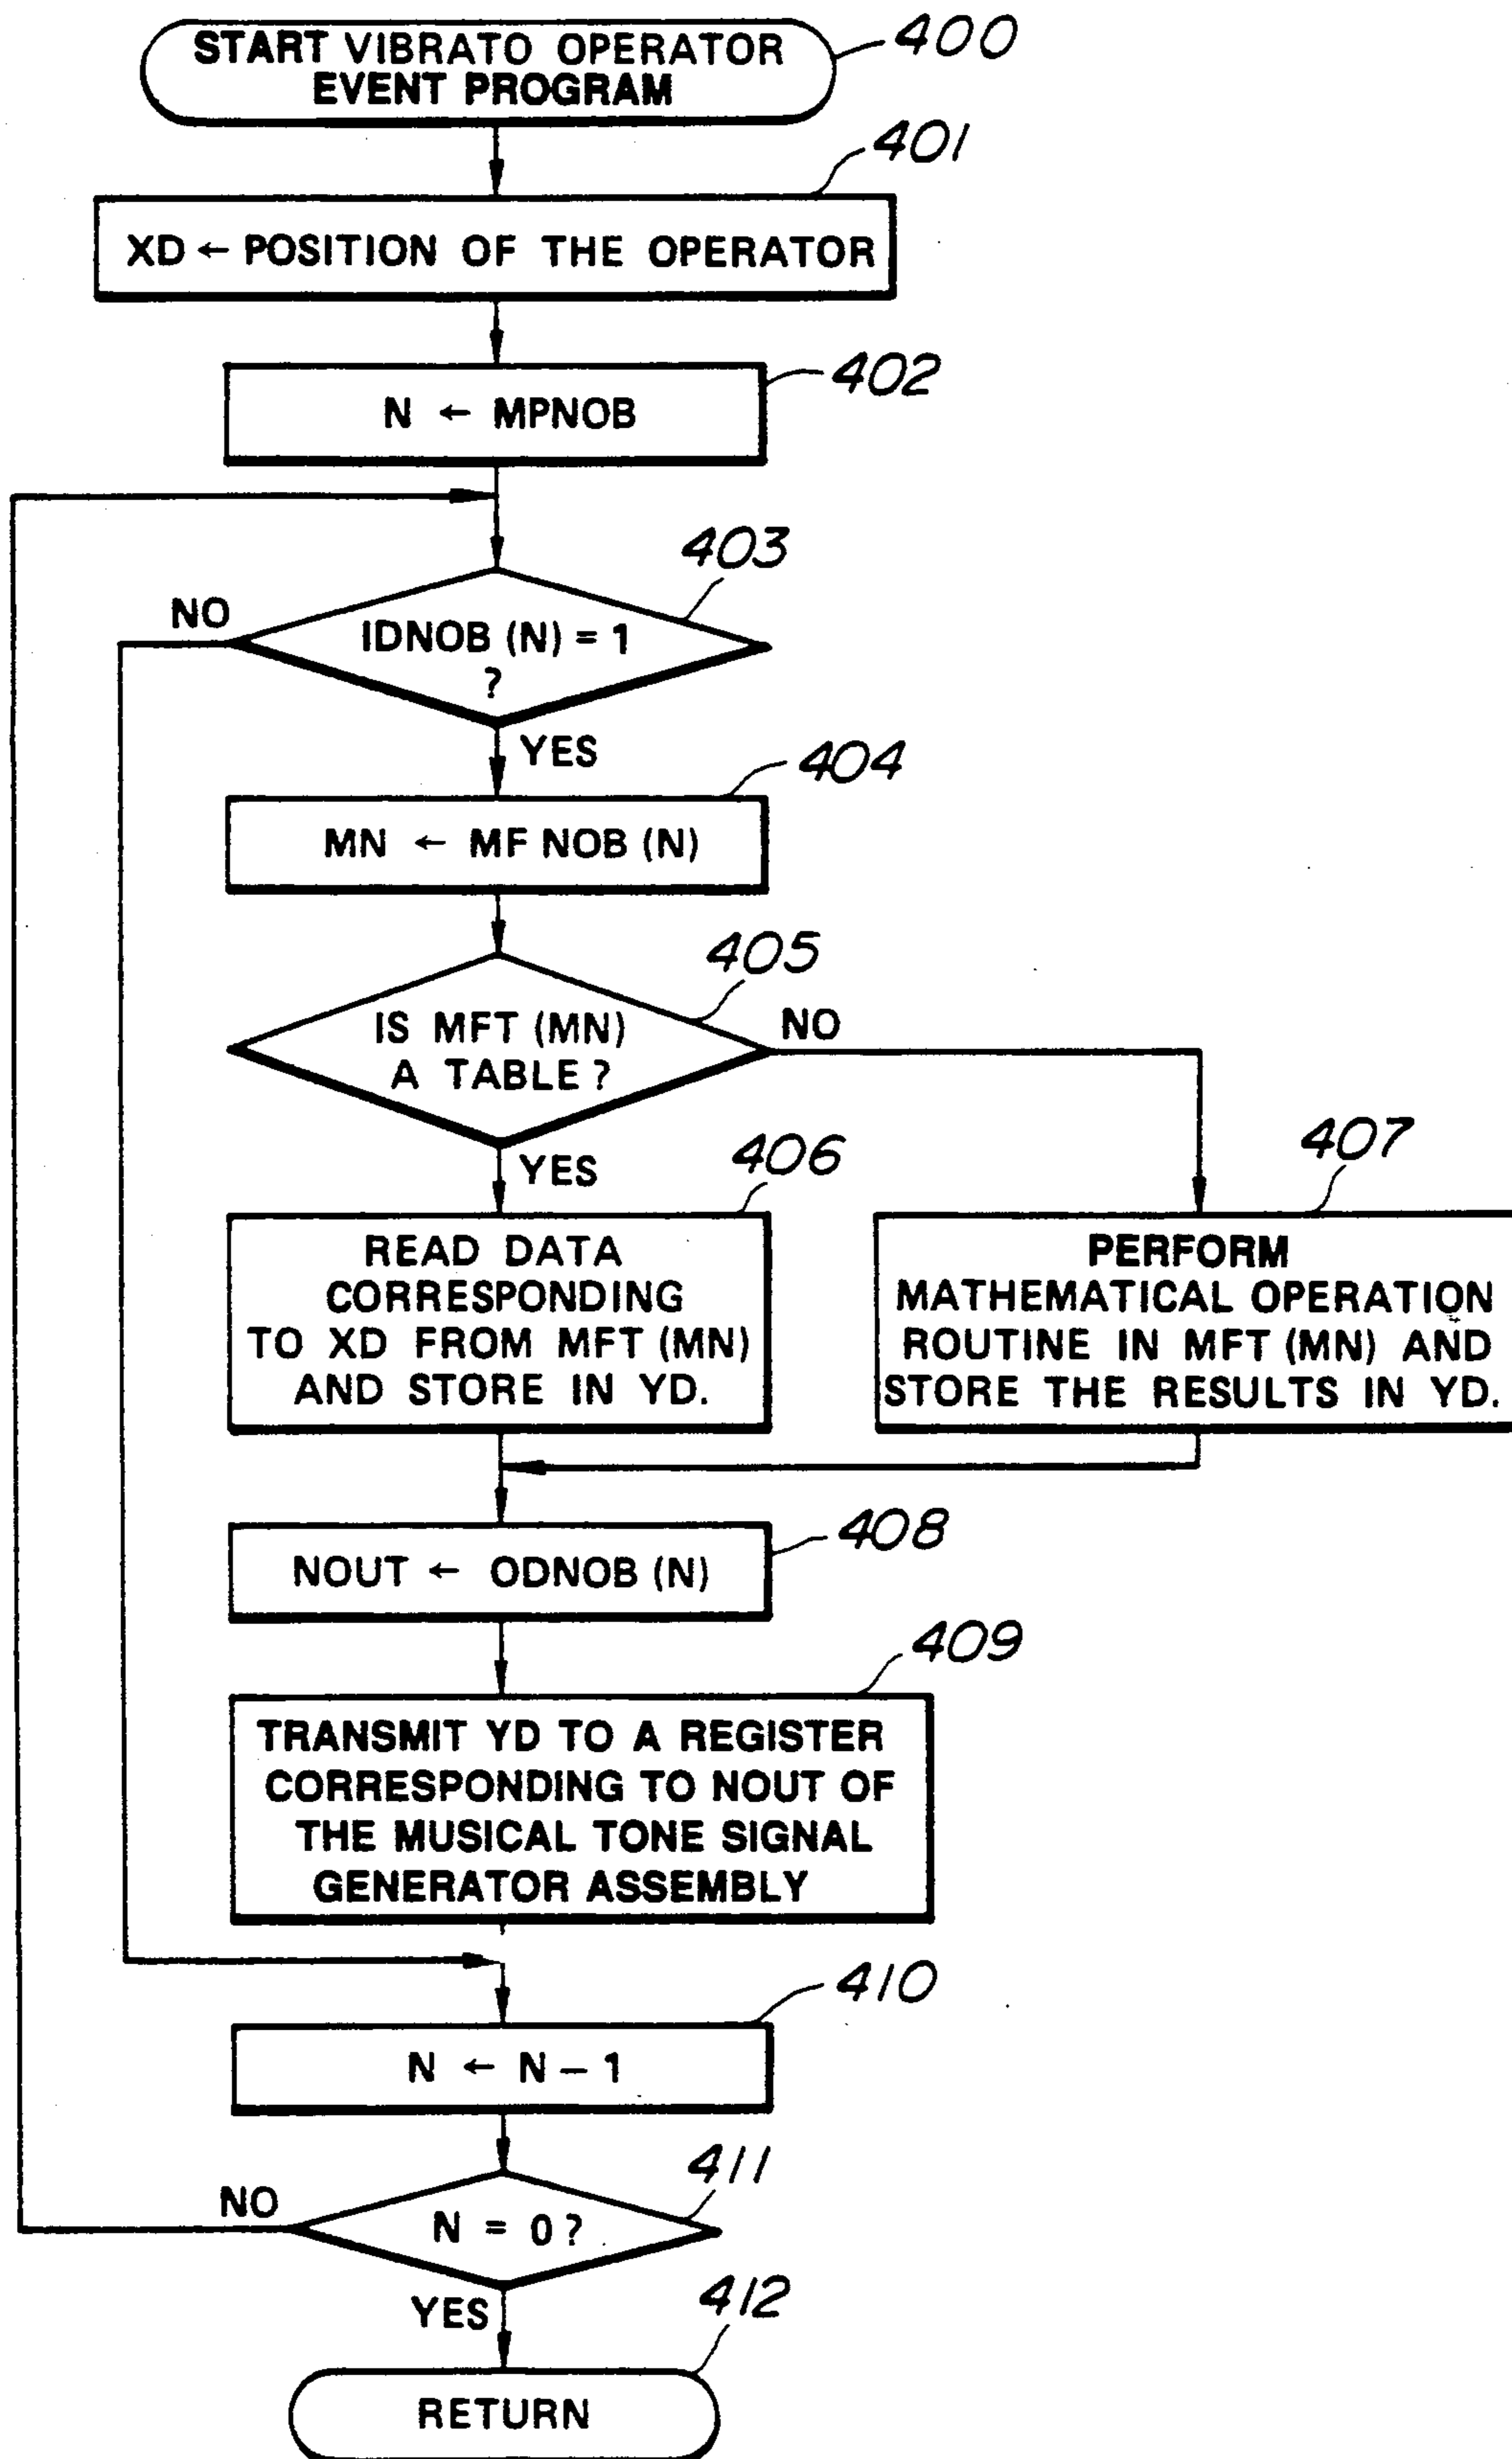 START VIBRATO OPERATOR
EVENT PROGRAM
400
401
XD ← POSITION OF THE OPERATOR
402
N ← MPNOB
403
NO
IDNOB (N) = 1
?
YES
404
MN ← MF NOB (N)
405
IS MFT (MN)
A TABLE ?
NO
YES
406
407
READ DATA
CORRESPONDING
TO XD FROM MFT (MN)
AND STORE IN YD.
PERFORM
MATHEMATICAL OPERATION
ROUTINE IN MFT (MN) AND
STORE THE RESULTS IN YD.
408
NOUT ← ODNOB (N)
409
TRANSMIT YD TO A REGISTER
CORRESPONDING TO NOUT OF
THE MUSICAL TONE SIGNAL
GENERATOR ASSEMBLY
410
N ← N – 1
411
NO
N = 0 ?
YES
412
RETURN